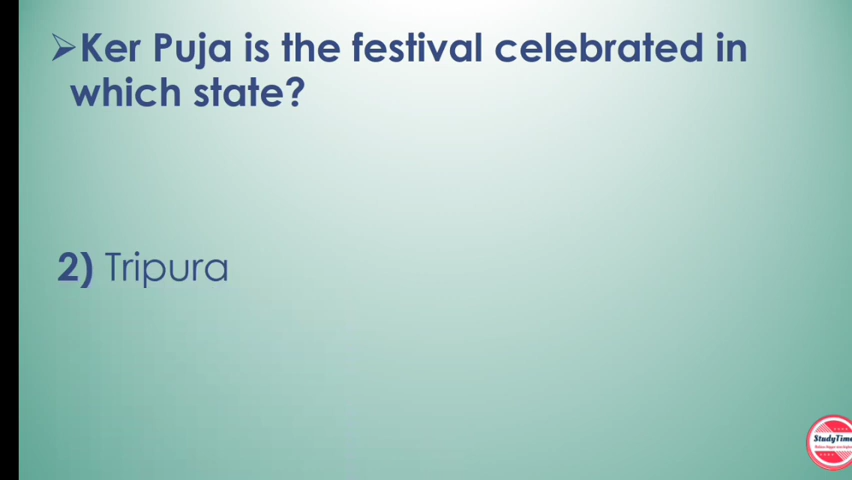 ➢Ker Puja is the festival celebrated in
which state?
2) Tripura
StudyTime